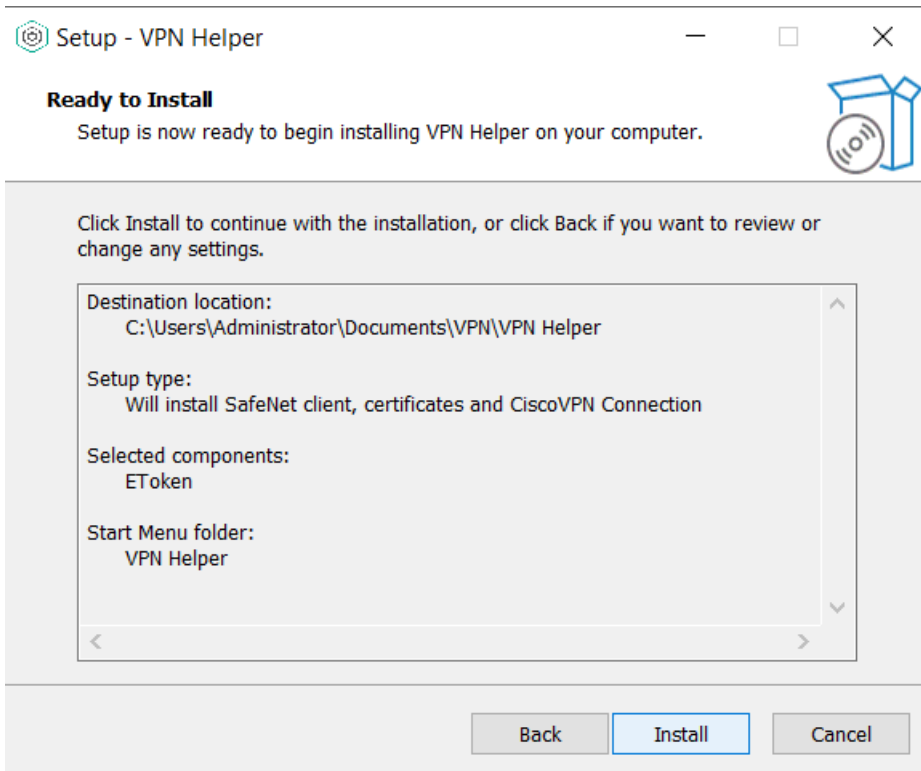 Setup - VPN Helper
Ready to Install
Setup is now ready to begin installing VPN Helper on your computer.
Click Install to continue with the installation, or click Back if you want to review or
change any settings.
Destination location:
C:\Users\Administrator\Documents\VPN\VPN Helper
Setup type:
Will install SafeNet client, certificates and CiscoVPN Connection
Selected components:
EToken
Start Menu folder:
VPN Helper
Back Install Cancel